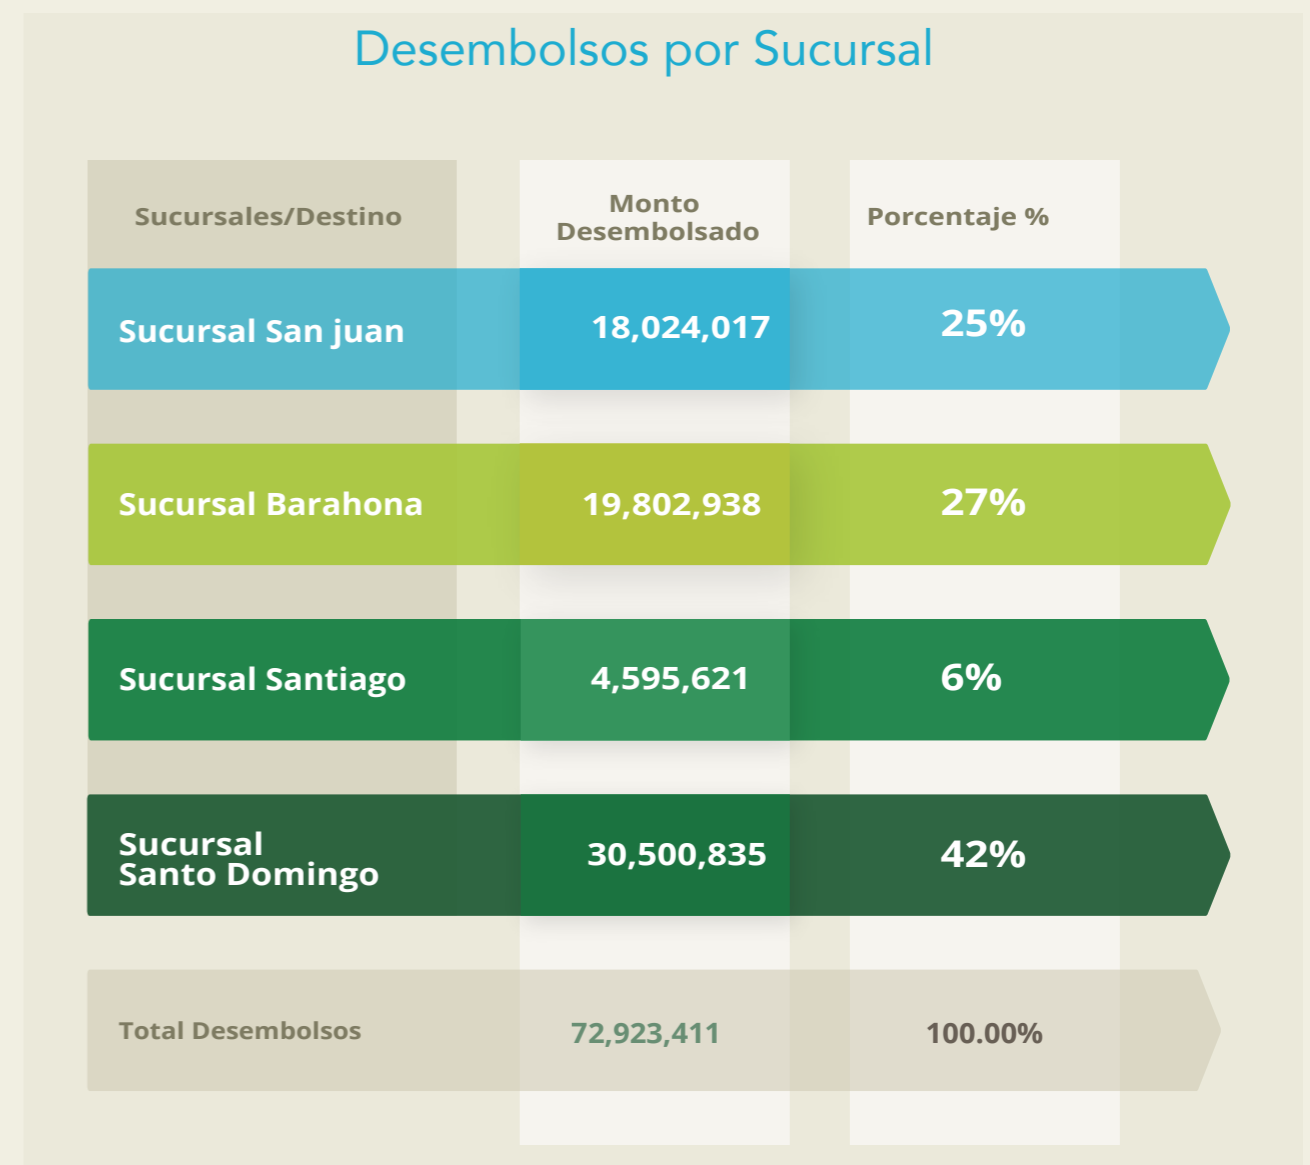 Desembolsos por Sucursal
Sucursales/Destino
Monto
Desembolsado
Porcentaje %
Sucursal San juan 18,024,017 25%
Sucursal Barahona 19,802,938 27%
Sucursal Santiago 4,595,621 6%
Sucursal
Santo Domingo 30,500,835 42%
Total Desembolsos 72,923,411 100.00%